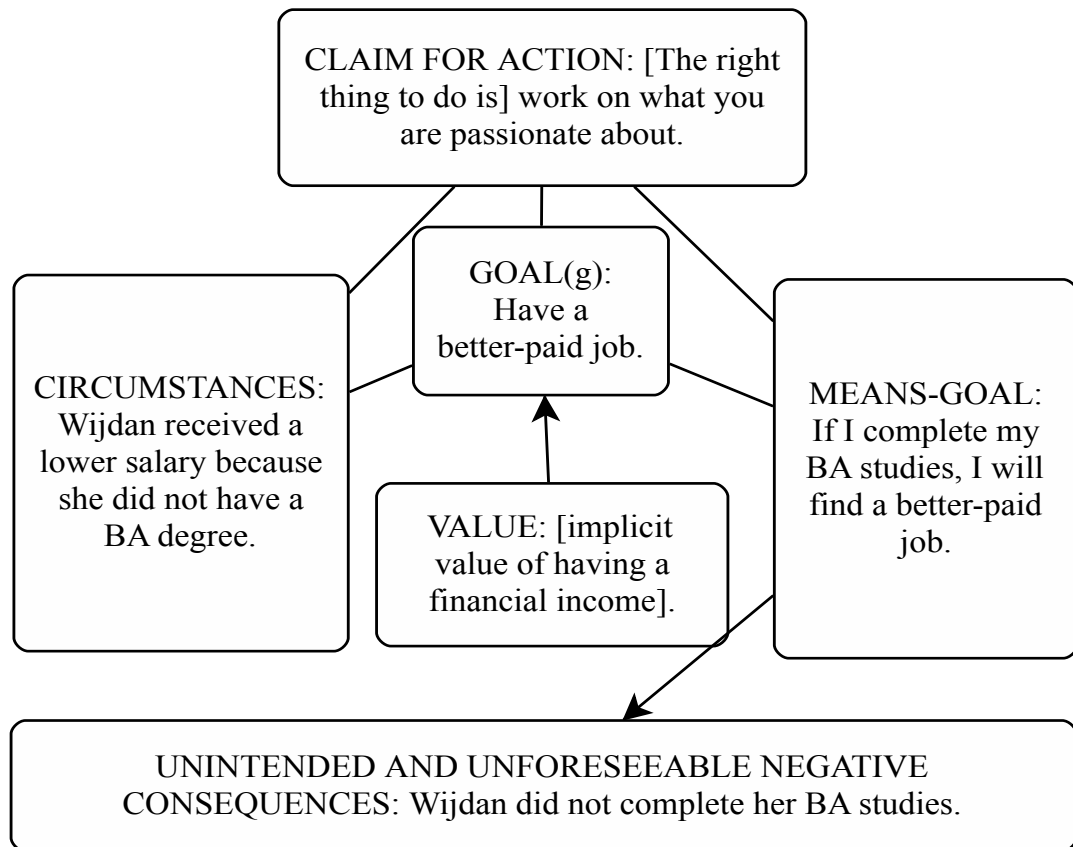 CLAIM FOR ACTION: [The right
thing to do is] work on what you
are passionate about.
GOAL(g):
Have a
better-paid job.
CIRCUMSTANCES:
Wijdan received a
lower salary because
she did not have a
BA degree.
MEANS-GOAL:
If I complete my
BA studies, I will
find a better-paid
job.
VALUE: [implicit
value of having a
financial income].
UNINTENDED AND UNFORESEEABLE NEGATIVE
CONSEQUENCES: Wijdan did not complete her BA studies.